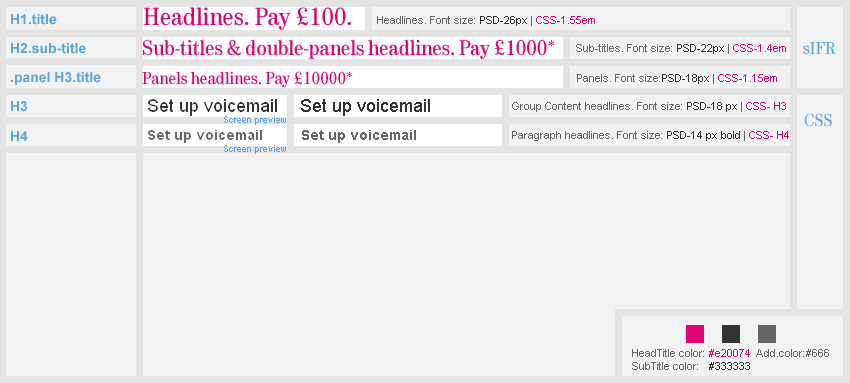 H1.title Headlines. Pay £100. Headlines. Font size: PSD-26px | CSS-1.55em
H2.sub-title Sub-titles & double-panels headlines. Pay £1000* Sub-titles. Font size: PSD-22px | CSS-1.4em
sIFR
.panel H3.title Panels headlines. Pay £10000* Panels. Font size:PSD-18px | CSS-1.15em
H3 Set up voicemail Set up voicemail Group Content headlines. Font size: PSD-18 px | CSS- H3
Screen preview
CSS
H4 Set up voicemail Set up voicemail Paragraph headlines. Font size: PSD-14 px bold | CSS- H4
Screen preview
HeadTitle color: #e20074 Add.color:#666
SubTitle color: #333333